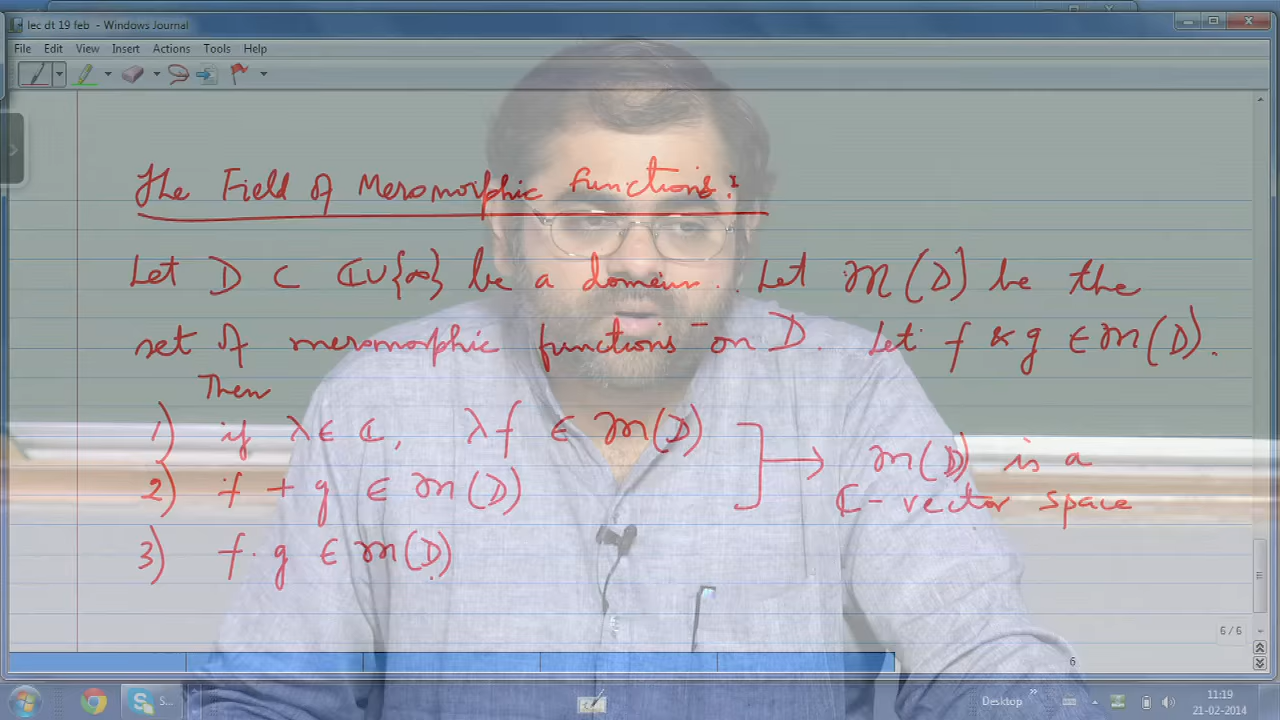 lec dt 19 feb - Windows Journal
File Edit View Insert Actions Tools Help
The Field of Meromorphic Functions:
Let D ⊂ ℂ∪{∞} be a domain. Let M(D) be the
set of meromorphic functions on D. Let f & g ∈ M(D).
Then
1) if λ ∈ ℂ, λf ∈ M(D)
2) f + g ∈ M(D)
→ M(D) is a
ℂ-vector space
3) f · g ∈ M(D)
6/6
6
S...
Desktop
11:19
21-02-2014